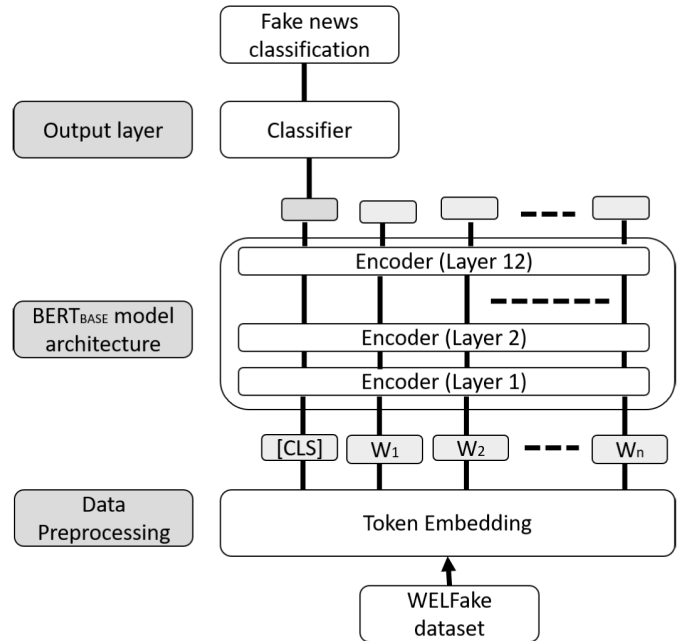 Fake news
classification
Output layer
Classifier
Encoder (Layer 12)
BERTBASE model
architecture
Encoder (Layer 2)
Encoder (Layer 1)
[CLS]
W1
W2
Wn
Data
Preprocessing
Token Embedding
WELFake
dataset